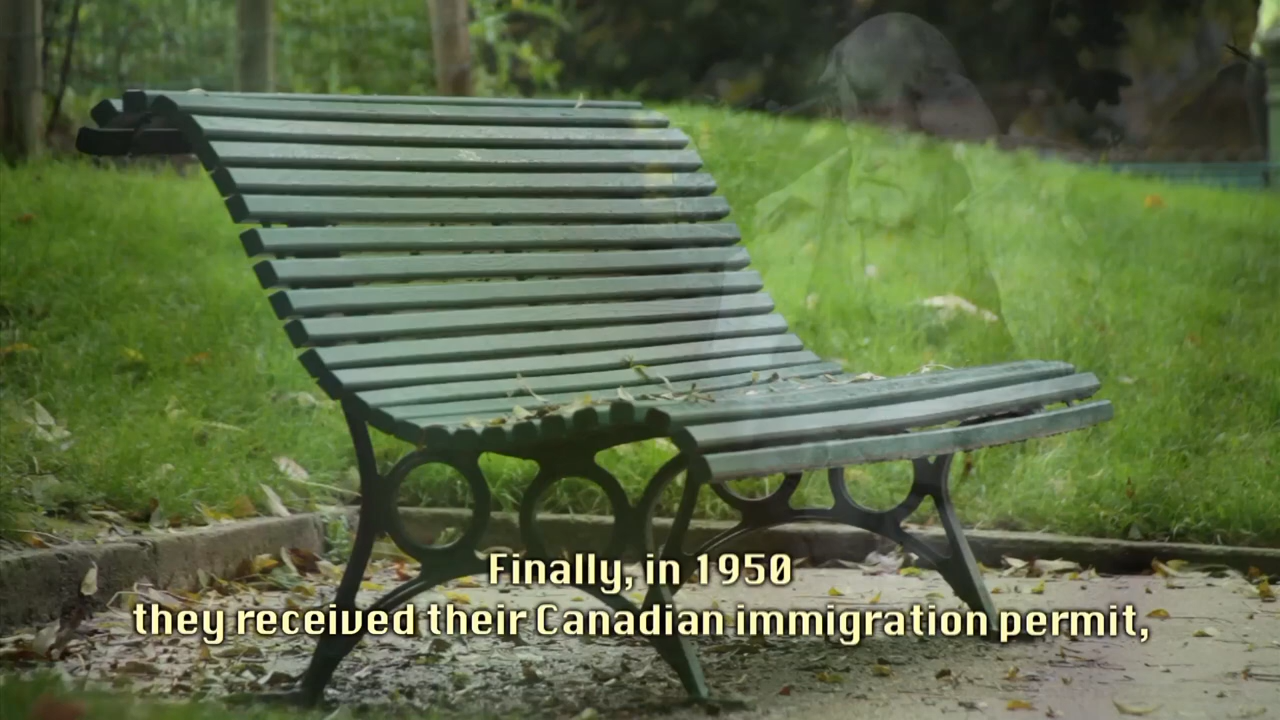 Finally, in 1950
they received their Canadian immigration permit,